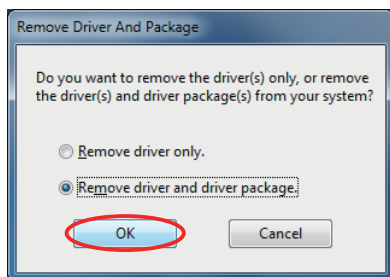 Remove Driver And Package
Do you want to remove the driver(s) only, or remove
the driver(s) and driver package(s) from your system?
Remove driver only.
Remove driver and driver package.
OK Cancel